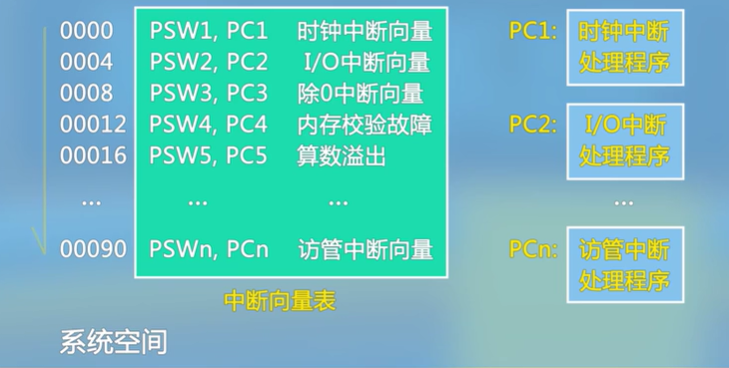 0000 PSW1, PC1 时钟中断向量 PC1: 时钟中断
处理程序
0004 PSW2, PC2 I/O中断向量
0008 PSW3, PC3 除0中断向量
00012 PSW4, PC4 内存校验故障 PC2: I/O中断
处理程序
00016 PSW5, PC5 算数溢出
... ... ... ...
00090 PSWn, PCn 访管中断向量 PCn: 访管中断
处理程序
中断向量表
系统空间